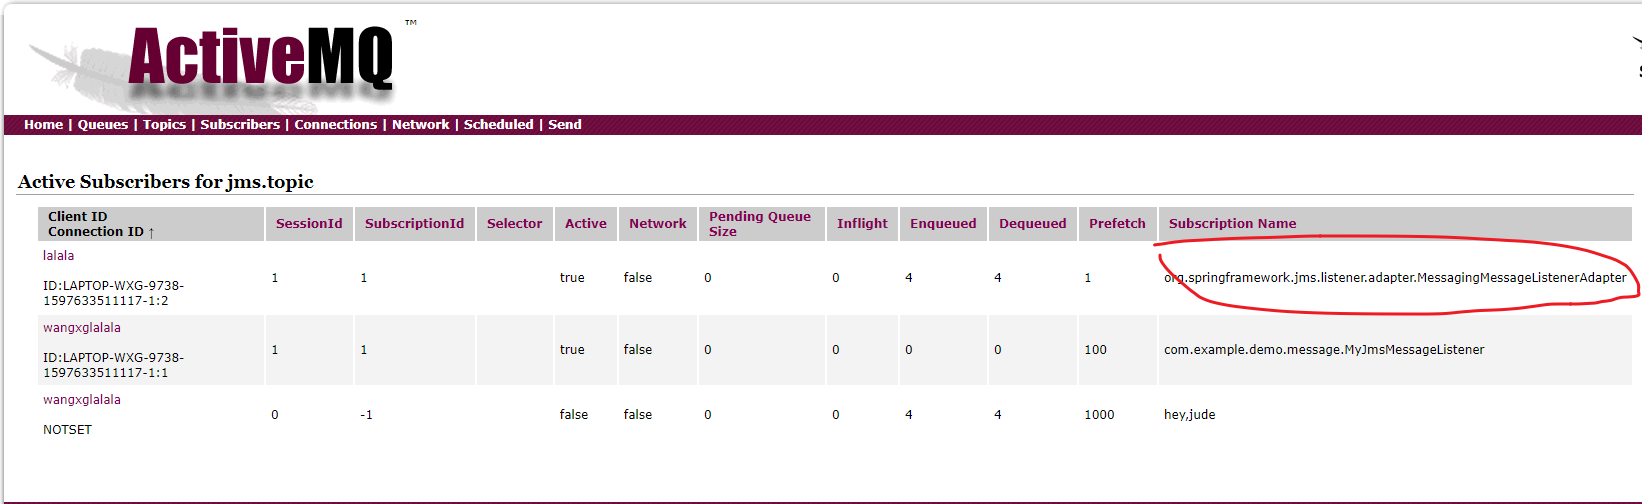 ActiveMQ ™
Home | Queues | Topics | Subscribers | Connections | Network | Scheduled | Send
Active Subscribers for jms.topic
Client ID
Connection ID ↑ SessionId SubscriptionId Selector Active Network Pending Queue Size Inflight Enqueued Dequeued Prefetch Subscription Name
lalala
ID:LAPTOP-WXG-9738-
1597633511117-1:2 1 1 true false 0 0 4 4 1 org.springframework.jms.listener.adapter.MessagingMessageListenerAdapter
wangxglalala
ID:LAPTOP-WXG-9738-
1597633511117-1:1 1 1 true false 0 0 0 0 100 com.example.demo.message.MyJmsMessageListener
wangxglalala
NOTSET 0 -1 false false 0 0 4 4 1000 hey,jude